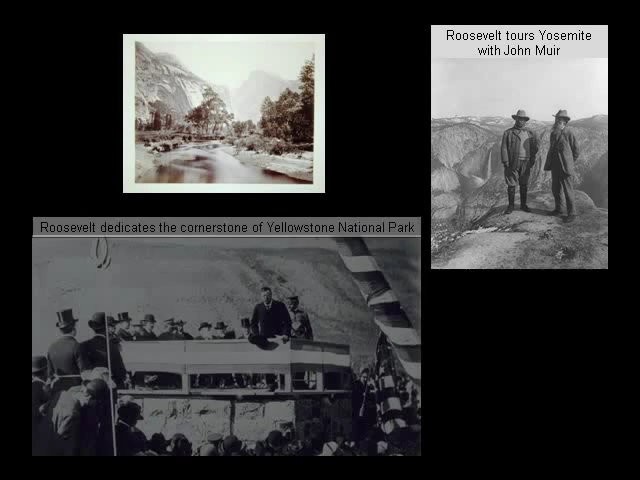 Roosevelt tours Yosemite
with John Muir
Roosevelt dedicates the cornerstone of Yellowstone National Park